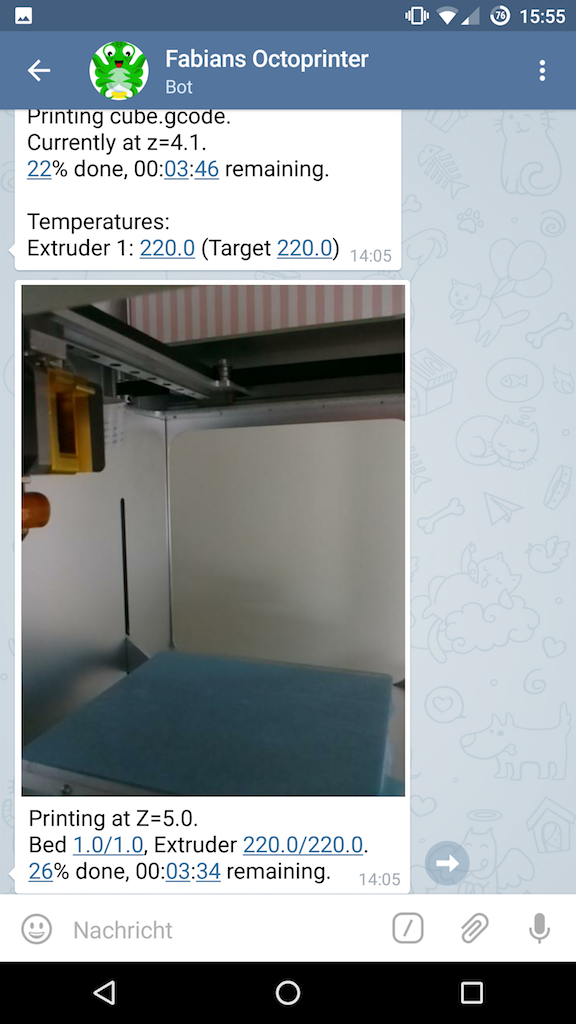 76
15:55
Fabians Octoprinter
Bot
Printing cube.gcode.
Currently at z=4.1.
22% done, 00:03:46 remaining.
Temperatures:
Extruder 1: 220.0 (Target 220.0) 14:05
Printing at Z=5.0.
Bed 1.0/1.0, Extruder 220.0/220.0.
26% done, 00:03:34 remaining. 14:05
Nachricht